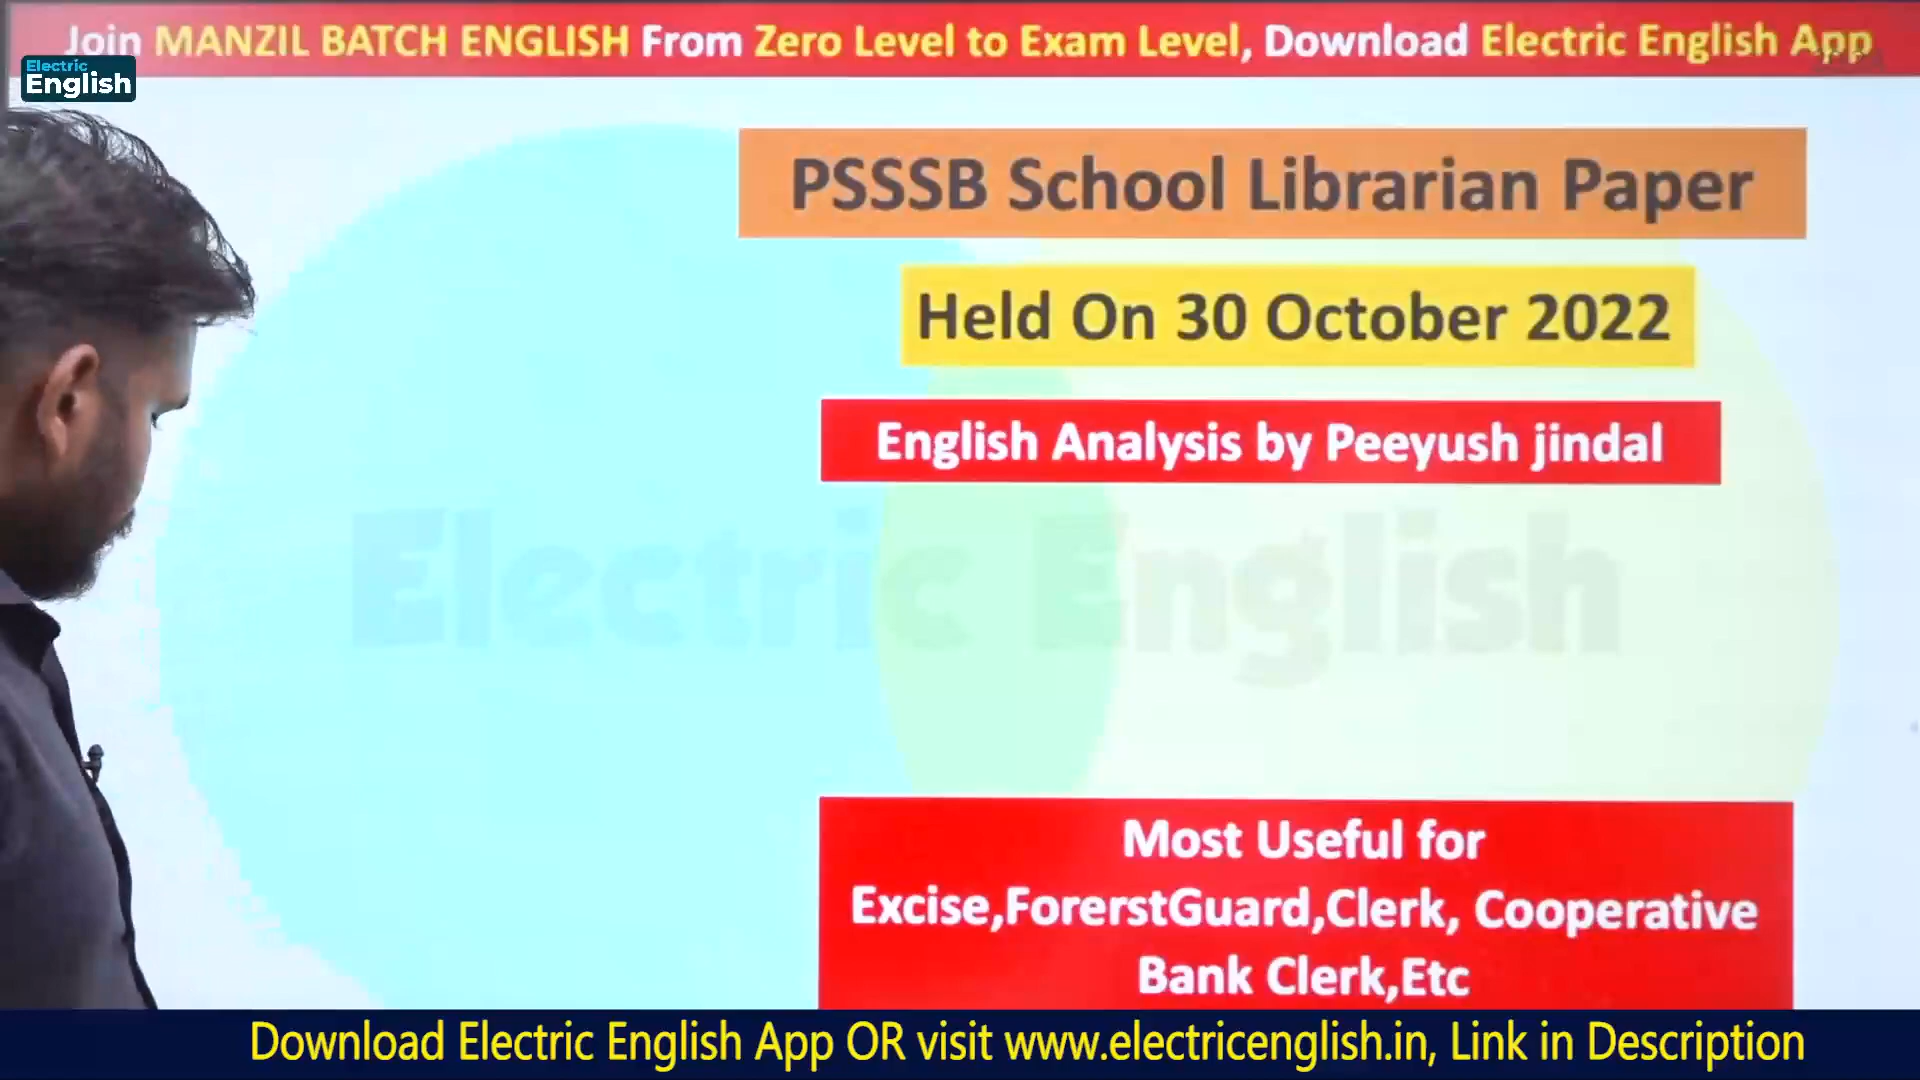 Join MANZIL BATCH ENGLISH From Zero Level to Exam Level, Download Electric English App
Electric
English
PSSSB School Librarian Paper
Held On 30 October 2022
English Analysis by Peeyush jindal
Electric English
Most Useful for
Excise,ForerstGuard,Clerk, Cooperative
Bank Clerk,Etc
Download Electric English App OR visit www.electricenglish.in, Link in Description